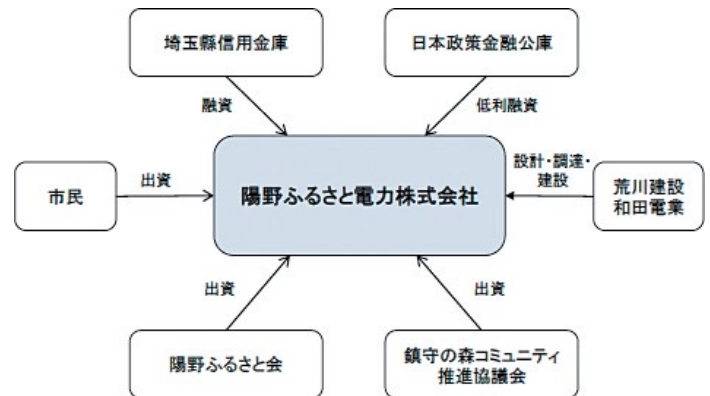 埼玉縣信用金庫
日本政策金融公庫
融資
低利融資
市民
出資
陽野ふるさと電力株式会社
設計・調達・
建設
荒川建設
和田電業
出資
出資
陽野ふるさと会
鎮守の森コミュニティ
推進協議会